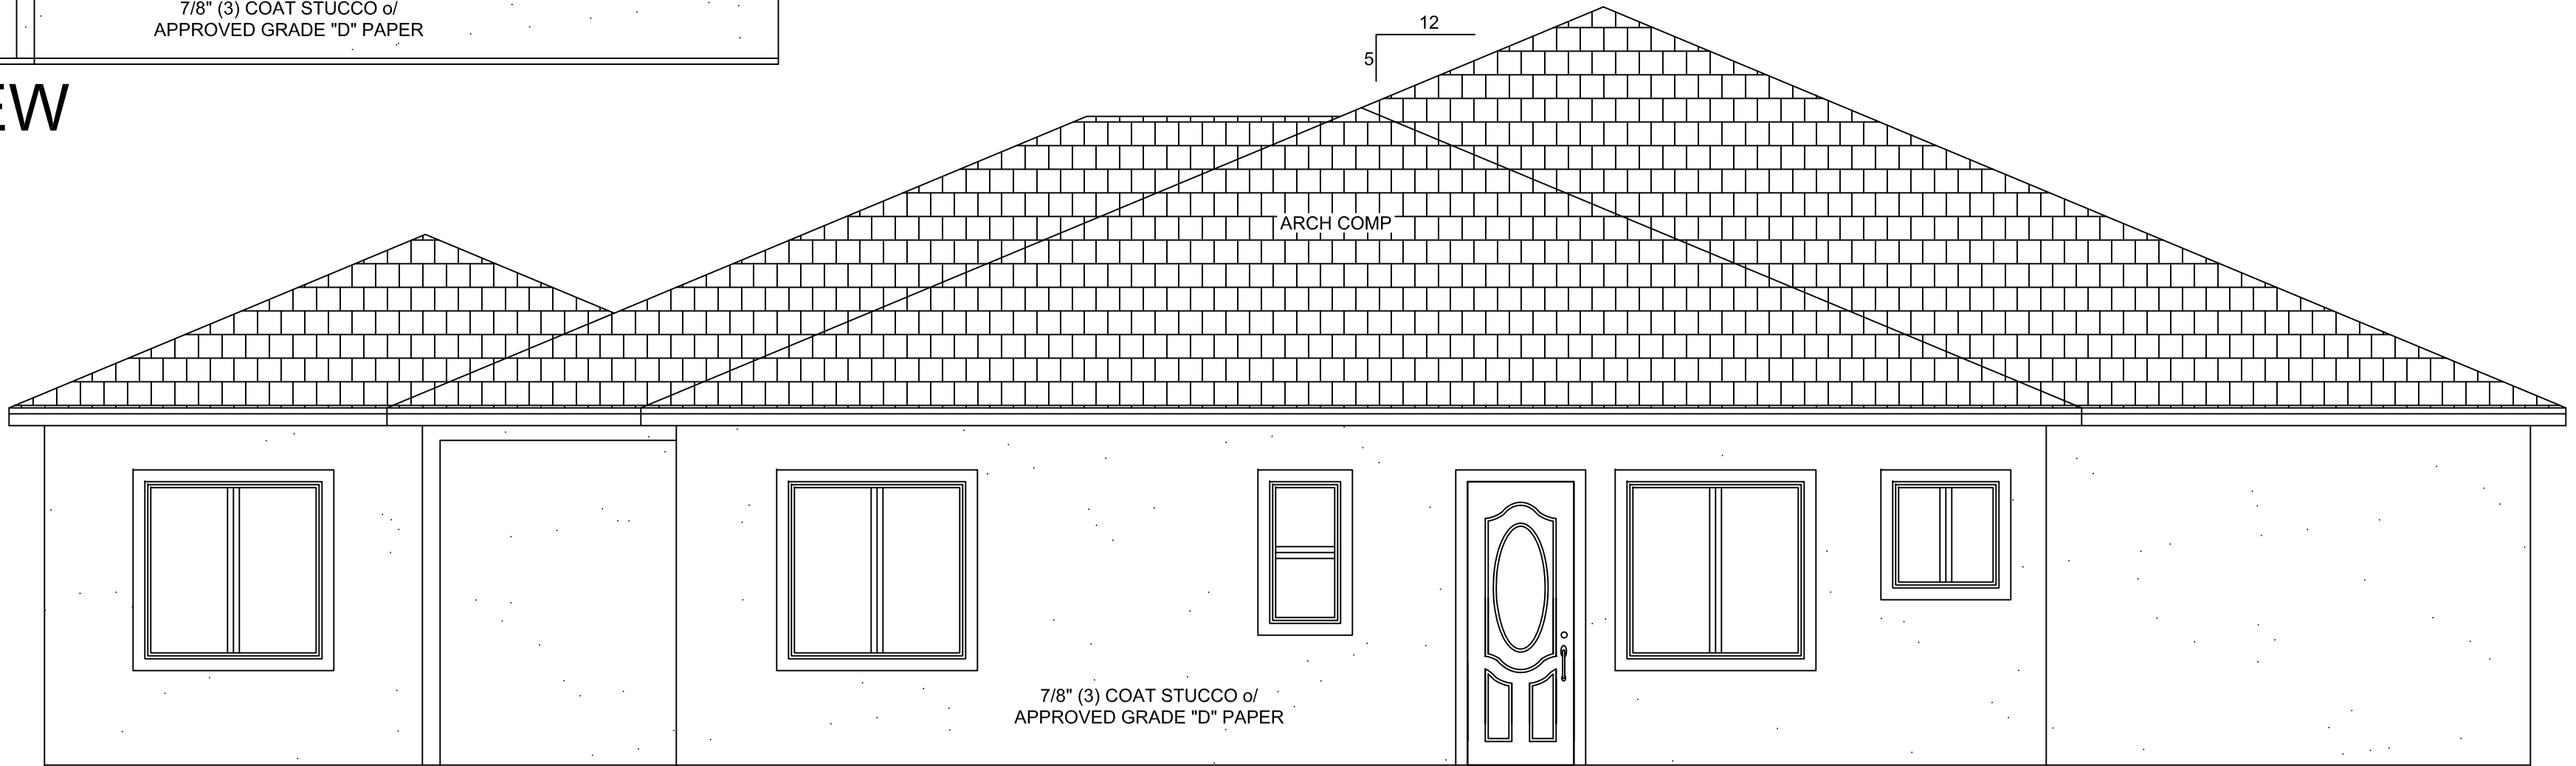 7/8" (3) COAT STUCCO o/
APPROVED GRADE "D" PAPER
12
5
ARCH COMP
7/8" (3) COAT STUCCO o/
APPROVED GRADE "D" PAPER